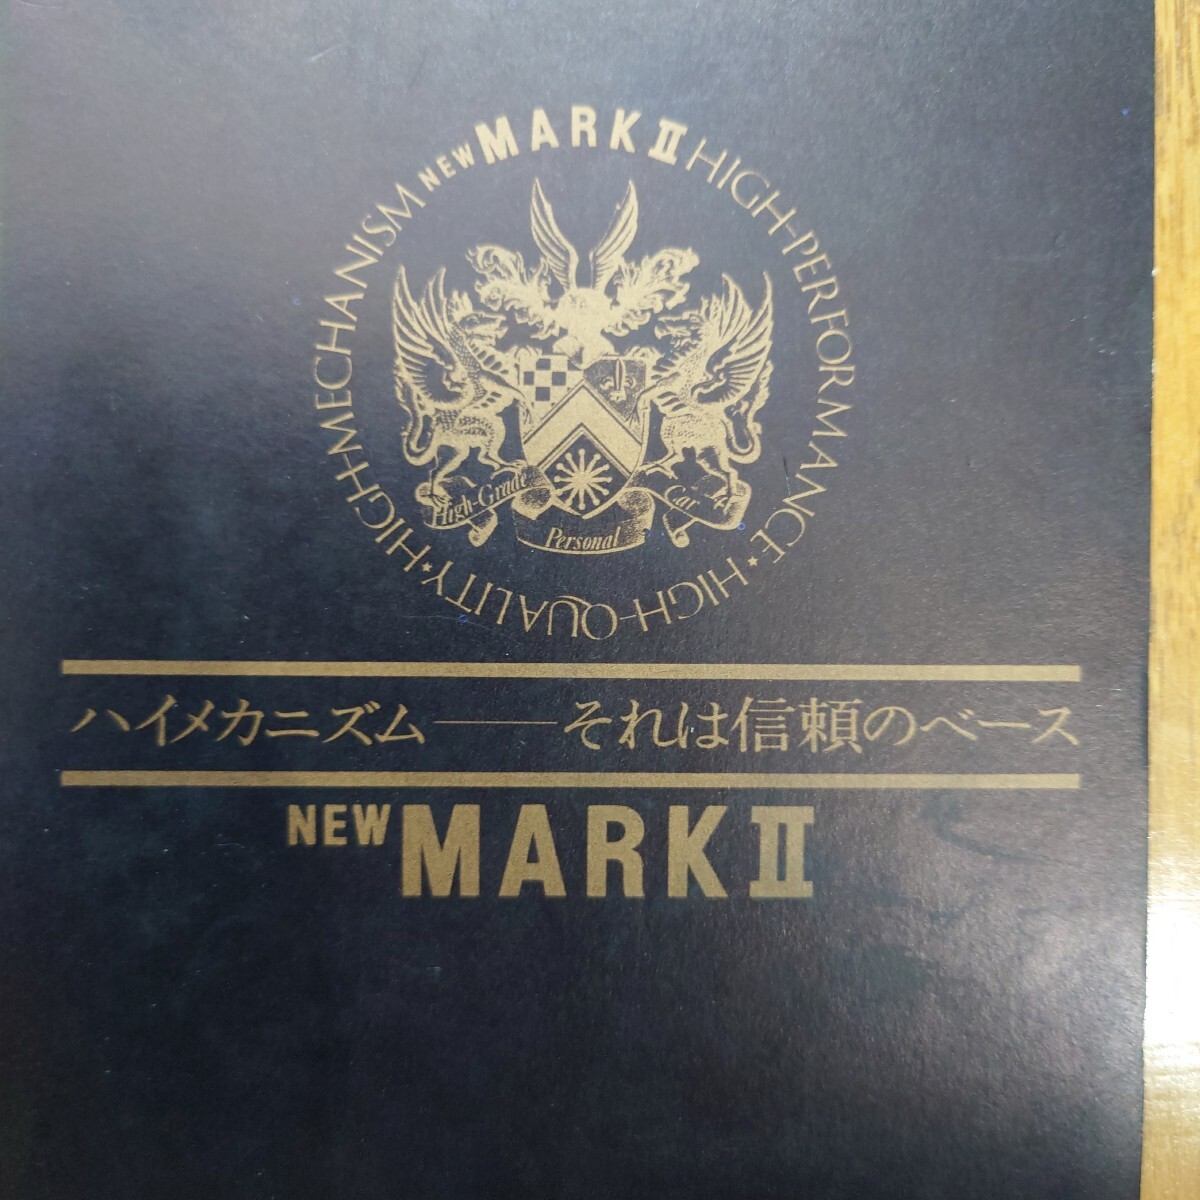 NEW MARK II HIGH-PERFORMANCE★HIGH-QUALITY★HIGH-MECHANISM
High-Grade Personal Car
ハイメカニズム――それは信頼のベース
NEW MARK II